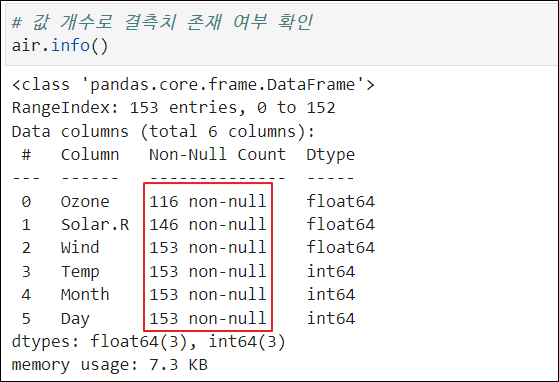 # 값 개수로 결측치 존재 여부 확인
air.info()
<class 'pandas.core.frame.DataFrame'>
RangeIndex: 153 entries, 0 to 152
Data columns (total 6 columns):
 #   Column   Non-Null Count  Dtype
---  ------   --------------  -----
 0   Ozone    116 non-null    float64
 1   Solar.R  146 non-null    float64
 2   Wind     153 non-null    float64
 3   Temp     153 non-null    int64
 4   Month    153 non-null    int64
 5   Day      153 non-null    int64
dtypes: float64(3), int64(3)
memory usage: 7.3 KB